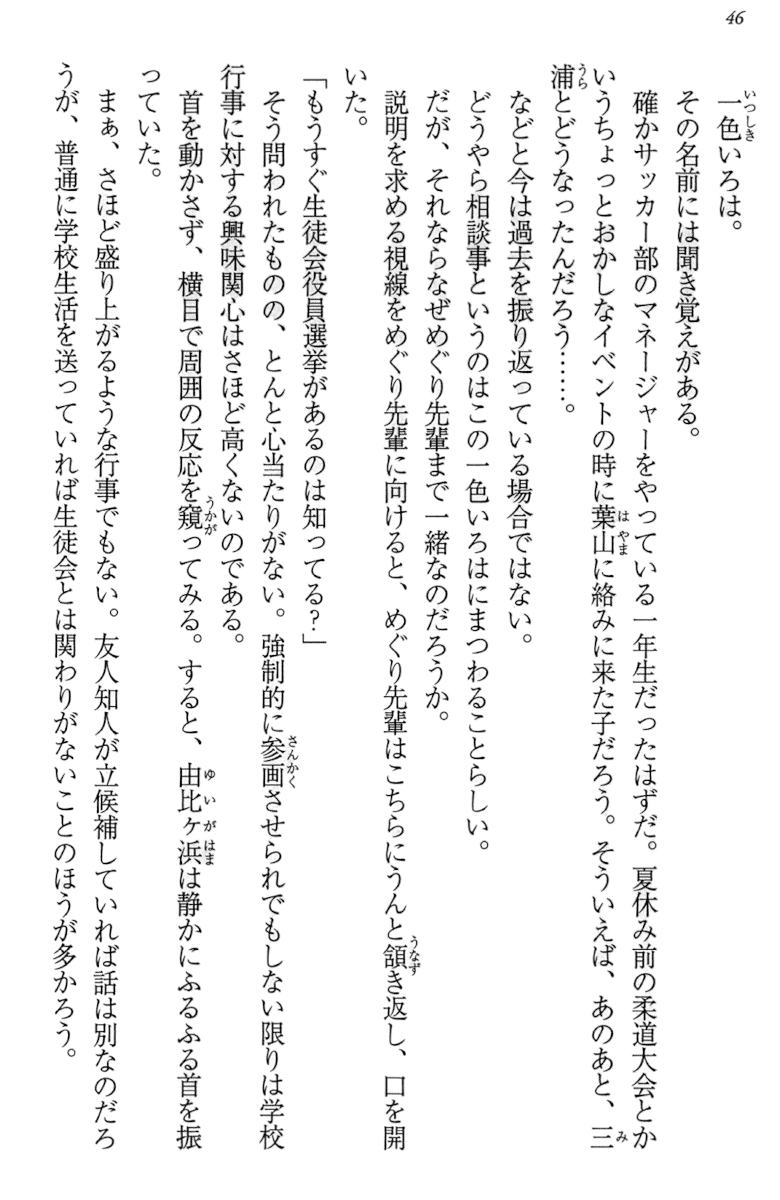 46
一色いろは。
その名前には聞き覚えがある。
確かサッカー部のマネージャーをやっている一年生だったはずだ。夏休み前の柔道大会とか
いうちょっとおかしなイベントの時に葉山に絡みに来た子だろう。そういえば、あのあと、三
浦とどうなったんだろう……。
などと今は過去を振り返っている場合ではない。
どうやら相談事というのはこの一色いろはにまつわることらしい。
だが、それならなぜめぐり先輩まで一緒なのだろうか。
説明を求める視線をめぐり先輩に向けると、めぐり先輩はこちらにうんと頷き返し、口を開
いた。
「もうすぐ生徒会役員選挙があるのは知ってる？」
そう問われたものの、とんと心当たりがない。強制的に参画させられでもしない限りは学校
行事に対する興味関心はさほど高くないのである。
首を動かさず、横目で周囲の反応を窺ってみる。すると、由比ヶ浜は静かにふるふる首を振
っていた。
まぁ、さほど盛り上がるような行事でもない。友人知人が立候補していれば話は別なのだろ
うが、普通に学校生活を送っていれば生徒会とは関わりがないことのほうが多かろう。